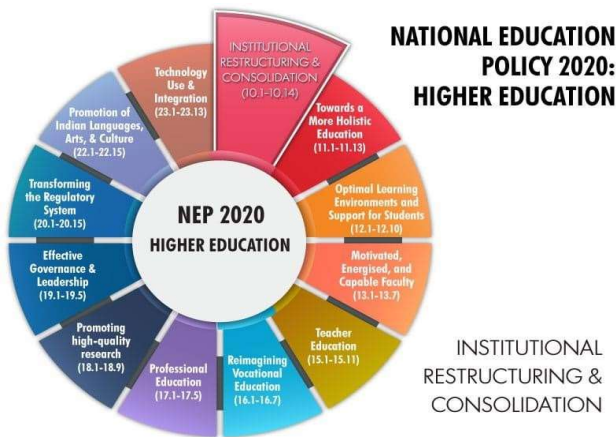 NATIONAL EDUCATION
POLICY 2020:
HIGHER EDUCATION
INSTITUTIONAL
RESTRUCTURING &
CONSOLIDATION
(10.1-10.14)
Towards a
More Holistic
Education
(11.1-11.13)
Optimal Learning
Environments and
Support for Students
(12.1-12.10)
Motivated,
Energised, and
Capable Faculty
(13.1-13.7)
Teacher
Education
(15.1-15.11)
Reimagining
Vocational
Education
(16.1-16.7)
Professional
Education
(17.1-17.5)
Promoting
high-quality
research
(18.1-18.9)
Effective
Governance &
Leadership
(19.1-19.5)
Transforming
the Regulatory
System
(20.1-20.15)
Promotion of
Indian Languages,
Arts, & Culture
(22.1-22.15)
Technology
Use &
Integration
(23.1-23.13)
NEP 2020
HIGHER EDUCATION
INSTITUTIONAL
RESTRUCTURING &
CONSOLIDATION